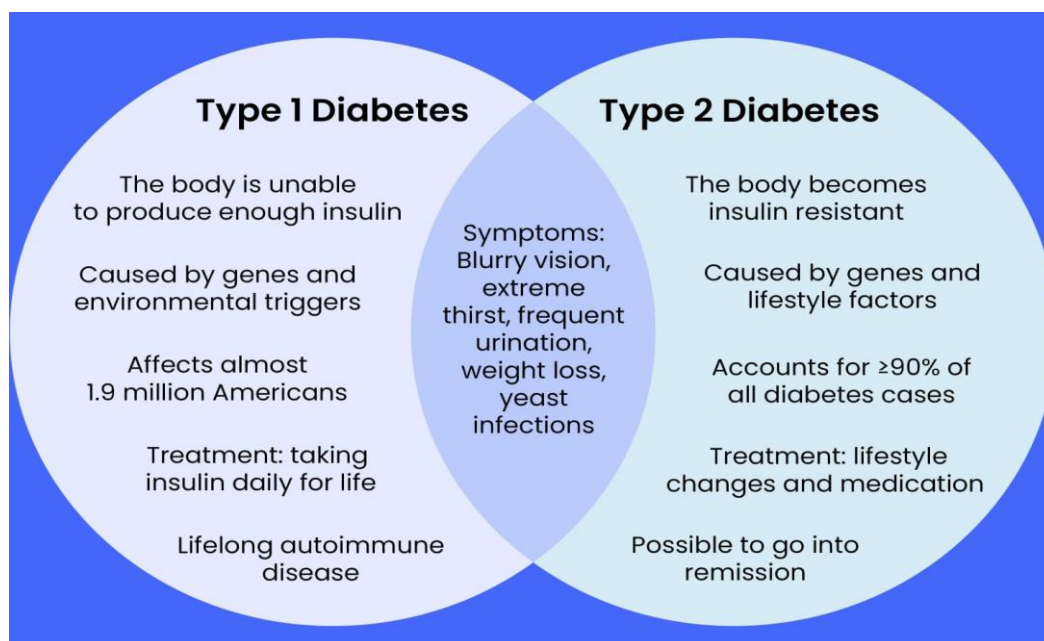 Type 1 Diabetes
The body is unable
to produce enough insulin
Caused by genes and
environmental triggers
Affects almost
1.9 million Americans
Treatment: taking
insulin daily for life
Lifelong autoimmune
disease
Symptoms:
Blurry vision,
extreme
thirst, frequent
urination,
weight loss,
yeast
infections
Type 2 Diabetes
The body becomes
insulin resistant
Caused by genes and
lifestyle factors
Accounts for ≥90% of
all diabetes cases
Treatment: lifestyle
changes and medication
Possible to go into
remission